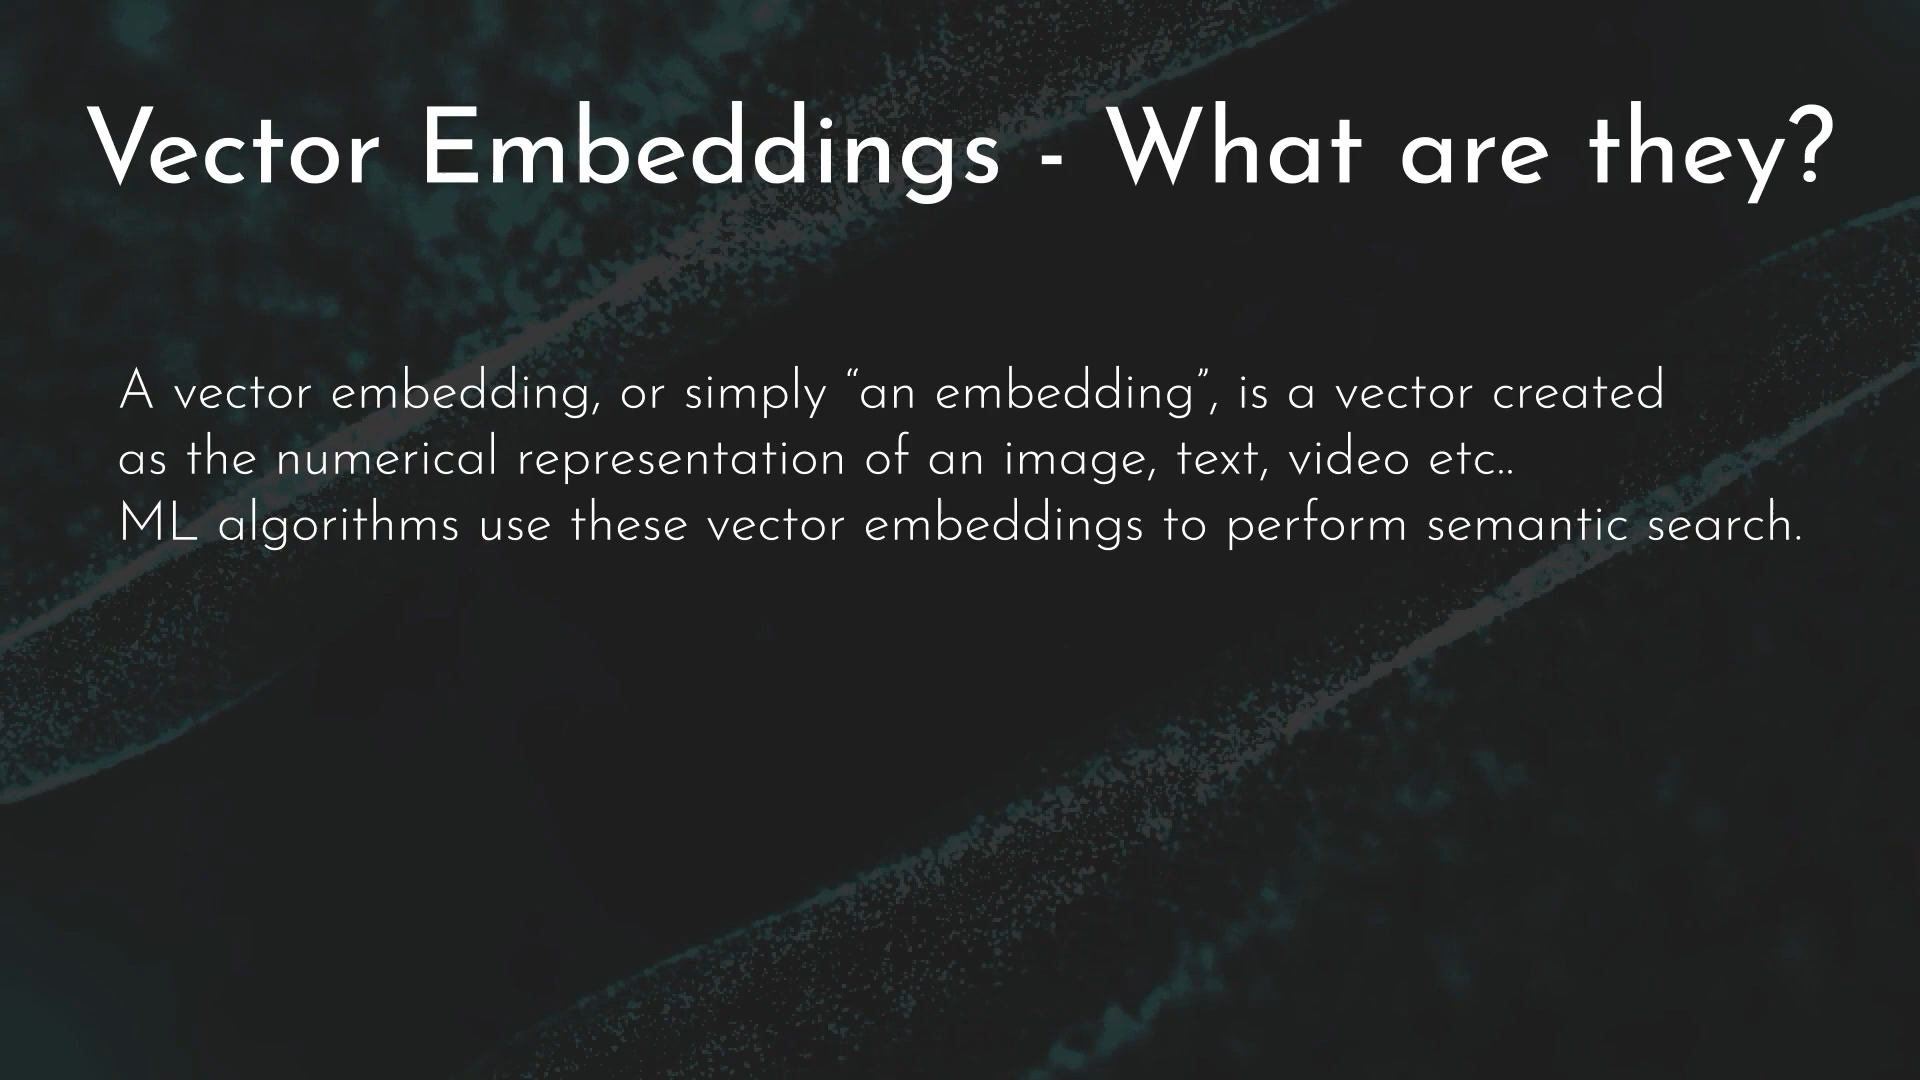 Vector Embeddings - What are they?
A vector embedding, or simply “an embedding”, is a vector created
as the numerical representation of an image, text, video etc..
ML algorithms use these vector embeddings to perform semantic search.